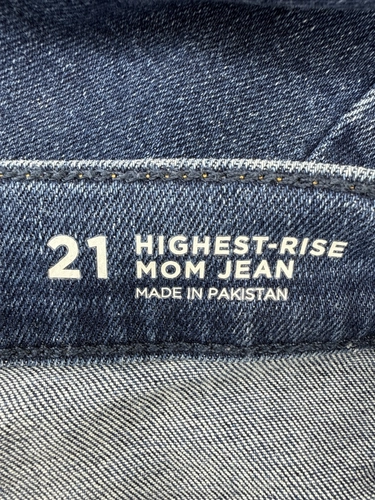 21 HIGHEST-RISE
MOM JEAN
MADE IN PAKISTAN